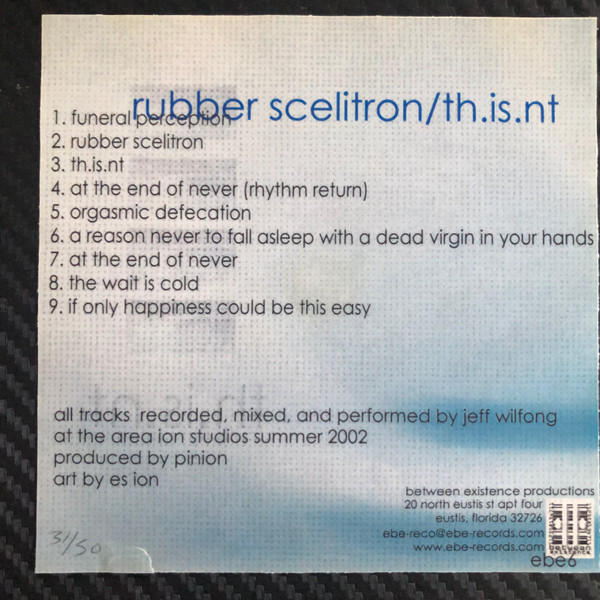 rubber scelitron/th.is.nt
1. funeral perception
2. rubber scelitron
3. th.is.nt
4. at the end of never (rhythm return)
5. orgasmic defecation
6. a reason never to fall asleep with a dead virgin in your hands
7. at the end of never
8. the wait is cold
9. if only happiness could be this easy
th.is.nt
all tracks recorded, mixed, and performed by jeff wilfong
at the area ion studios summer 2002
produced by pinion
art by es ion
between existence productions
20 north eustis st apt four
eustis, florida 32726
ebe-reco@ebe-records.com
www.ebe-records.com
between
existence
ebe6
31/50